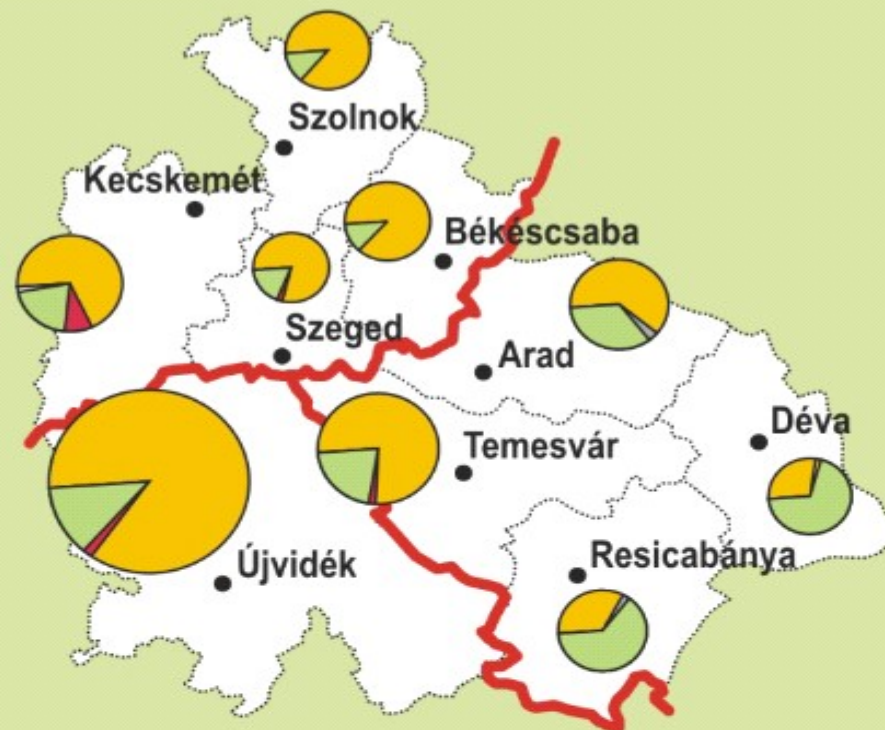 Szolnok
Kecskemét
Békéscsaba
Szeged
Arad
Déva
Temesvár
Resicabánya
Újvidék